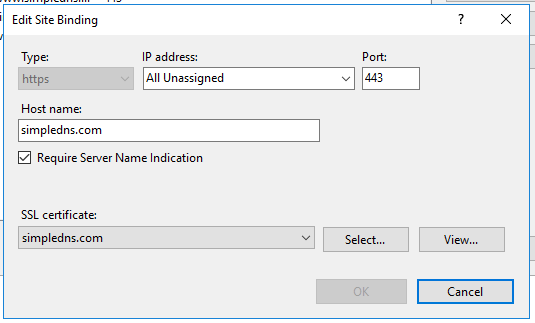 Edit Site Binding
? ×
Type: IP address: Port:
https All Unassigned 443
Host name:
simpledns.com
Require Server Name Indication
SSL certificate:
simpledns.com Select... View...
OK Cancel